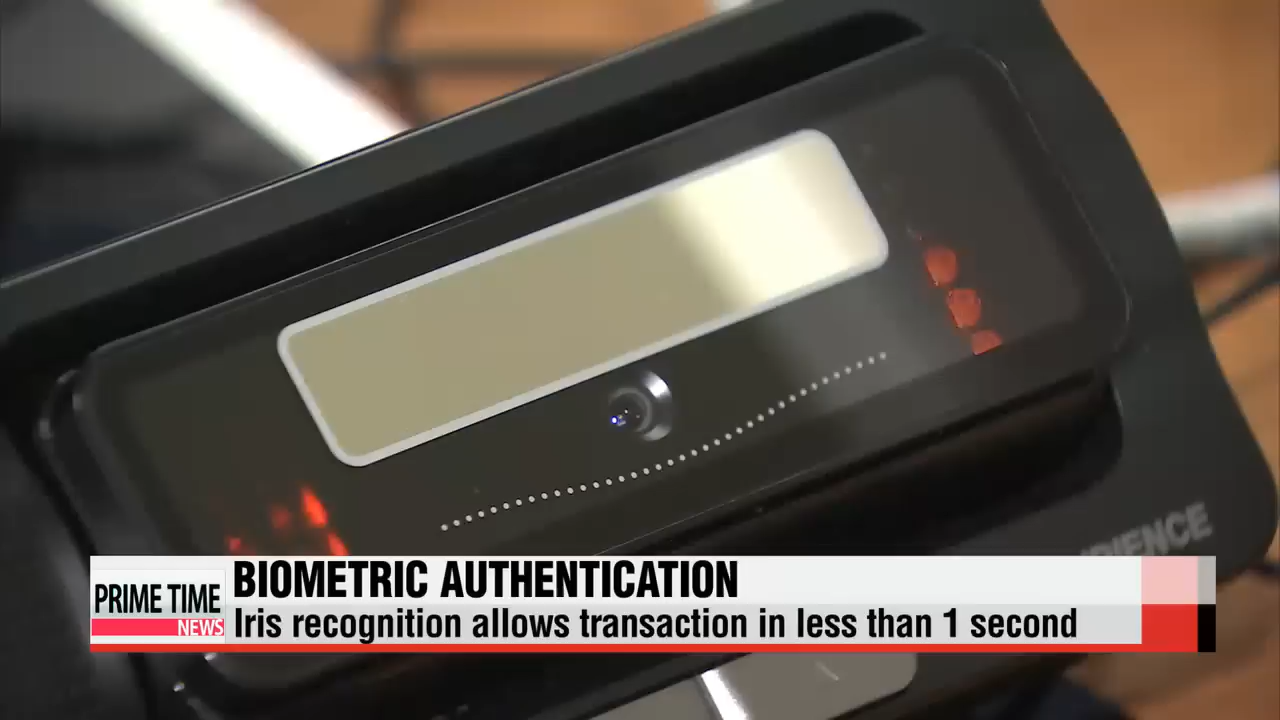 BIOMETRIC AUTHENTICATION
PRIME TIME
NEWS
Iris recognition allows transaction in less than 1 second